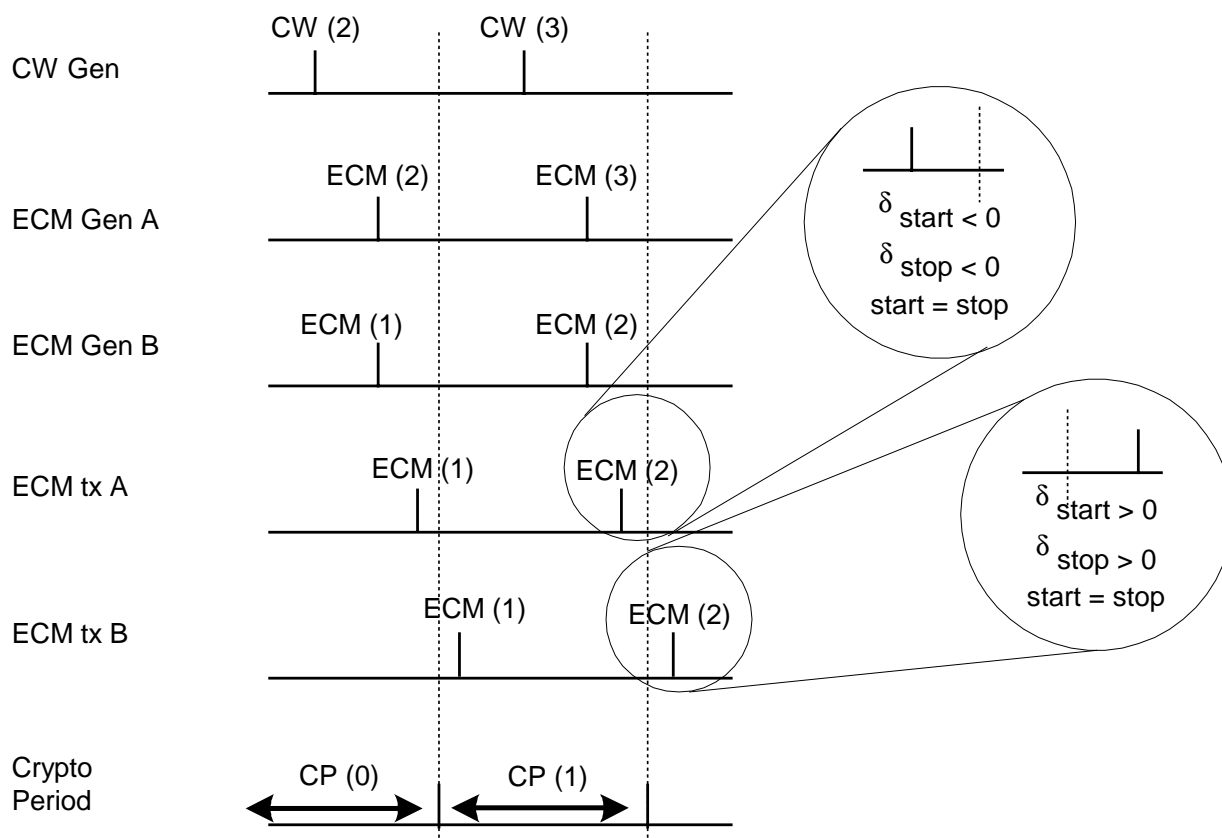 CW (2)
CW (3)
CW Gen
ECM (2)
ECM (3)
ECM Gen A
δ start < 0
δ stop < 0
start = stop
ECM (1)
ECM (2)
ECM Gen B
ECM (1)
ECM (2)
ECM tx A
δ start > 0
δ stop > 0
start = stop
ECM (1)
ECM (2)
ECM tx B
Crypto
Period
CP (0)
CP (1)